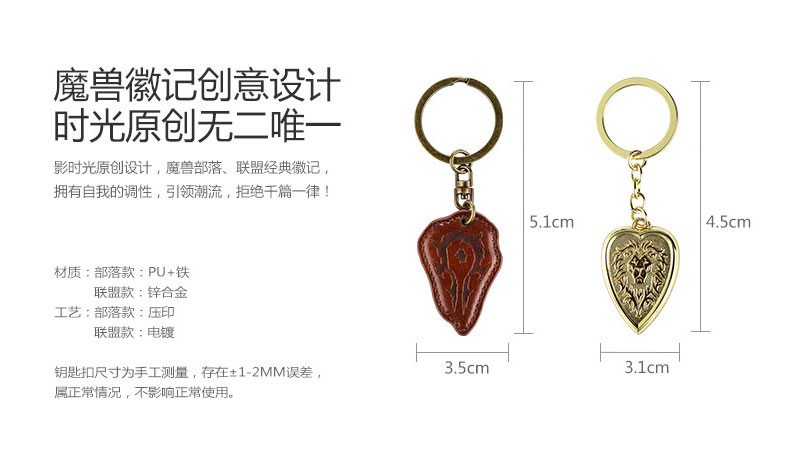 魔兽徽记创意设计
时光原创无二唯一
影时光原创设计，魔兽部落、联盟经典徽记，
拥有自我的调性，引领潮流，拒绝千篇一律！
材质：部落款：PU+铁
联盟款：锌合金
工艺：部落款：压印
联盟款：电镀
钥匙扣尺寸为手工测量，存在±1-2MM误差，
属正常情况，不影响正常使用。
5.1cm
3.5cm
4.5cm
3.1cm